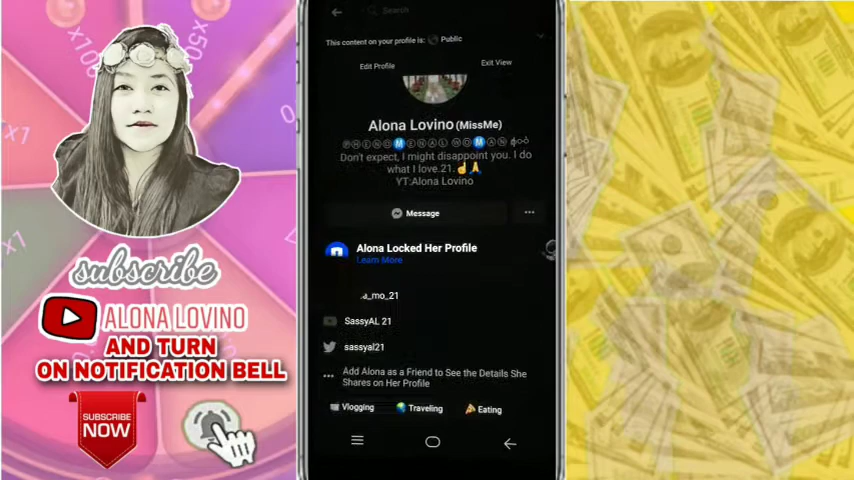 x100
x50
x1
x1
subscribe
ALONA LOVINO
AND TURN
ON NOTIFICATION BELL
SUBSCRIBE
NOW
Search
This content on your profile is: Public
Edit Profile
Exit View
Alona Lovino (MissMe)
ⓅⒽⒺⓃⓄⓂⒺⓃⒶⓁ ⓌⓄⓂⒶⓃ
Don't expect, I might disappoint you. I do
what I love.21.☝🙏
YT:Alona Lovino
Message
Alona Locked Her Profile
Learn More
a_mo_21
SassyAL 21
sassyal21
Add Alona as a Friend to See the Details She
Shares on Her Profile
Vlogging
Traveling
Eating